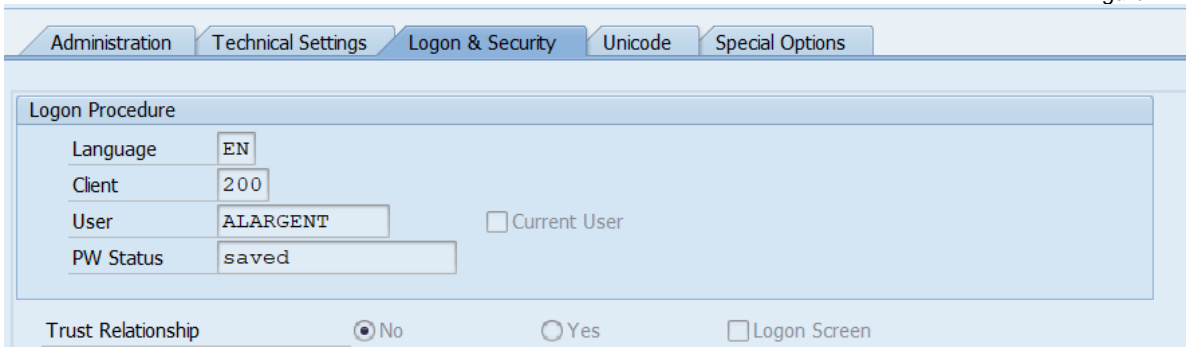 Administration Technical Settings Logon & Security Unicode Special Options
Logon Procedure
Language EN
Client 200
User ALARGENT Current User
PW Status saved
Trust Relationship No Yes Logon Screen